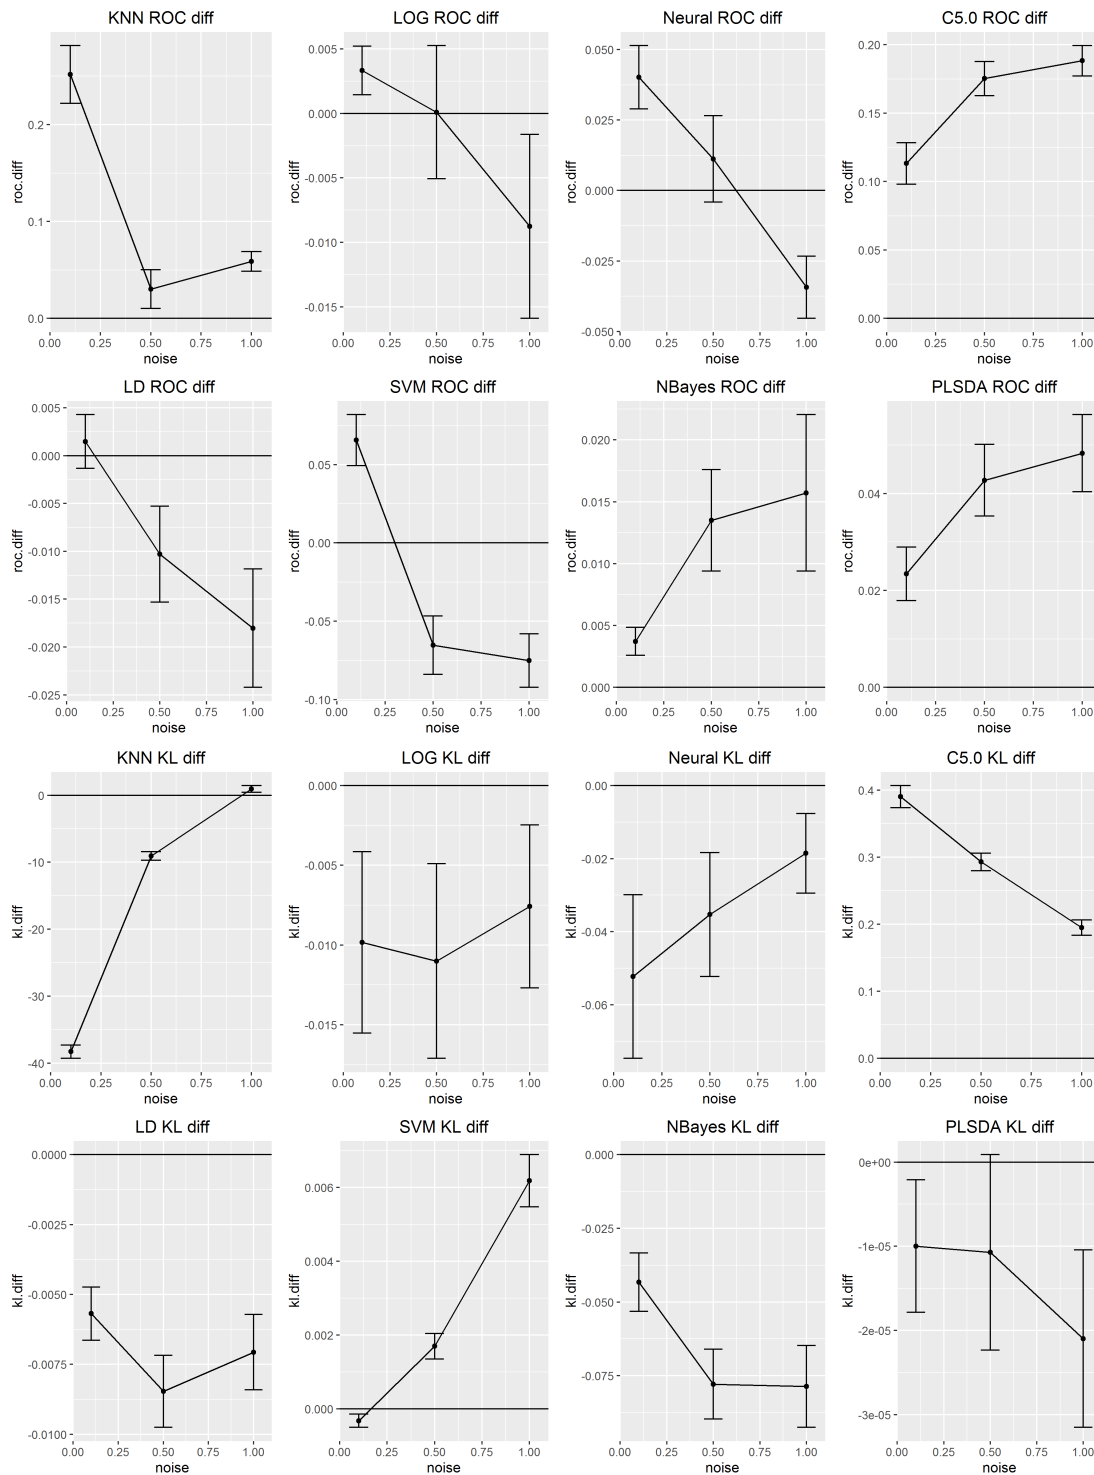 KNN ROC diff
roc.diff
0.2
0.1
0.0
0.00 0.25 0.50 0.75 1.00
noise
LOG ROC diff
roc.diff
0.005
0.000
-0.005
-0.010
-0.015
0.00 0.25 0.50 0.75 1.00
noise
Neural ROC diff
roc.diff
0.050
0.025
0.000
-0.025
-0.050
0.00 0.25 0.50 0.75 1.00
noise
C5.0 ROC diff
roc.diff
0.20
0.15
0.10
0.05
0.00
0.00 0.25 0.50 0.75 1.00
noise
LD ROC diff
roc.diff
0.005
0.000
-0.005
-0.010
-0.015
-0.020
-0.025
0.00 0.25 0.50 0.75 1.00
noise
SVM ROC diff
roc.diff
0.05
0.00
-0.05
-0.10
0.00 0.25 0.50 0.75 1.00
noise
NBayes ROC diff
roc.diff
0.020
0.015
0.010
0.005
0.000
0.00 0.25 0.50 0.75 1.00
noise
PLSDA ROC diff
roc.diff
0.04
0.02
0.00
0.00 0.25 0.50 0.75 1.00
noise
KNN KL diff
kl.diff
0
-10
-20
-30
-40
0.00 0.25 0.50 0.75 1.00
noise
LOG KL diff
kl.diff
0.000
-0.005
-0.010
-0.015
0.00 0.25 0.50 0.75 1.00
noise
Neural KL diff
kl.diff
0.00
-0.02
-0.04
-0.06
0.00 0.25 0.50 0.75 1.00
noise
C5.0 KL diff
kl.diff
0.4
0.3
0.2
0.1
0.0
0.00 0.25 0.50 0.75 1.00
noise
LD KL diff
kl.diff
0.0000
-0.0025
-0.0050
-0.0075
-0.0100
0.00 0.25 0.50 0.75 1.00
noise
SVM KL diff
kl.diff
0.006
0.004
0.002
0.000
0.00 0.25 0.50 0.75 1.00
noise
NBayes KL diff
kl.diff
0.000
-0.025
-0.050
-0.075
0.00 0.25 0.50 0.75 1.00
noise
PLSDA KL diff
kl.diff
0e+00
-1e-05
-2e-05
-3e-05
0.00 0.25 0.50 0.75 1.00
noise